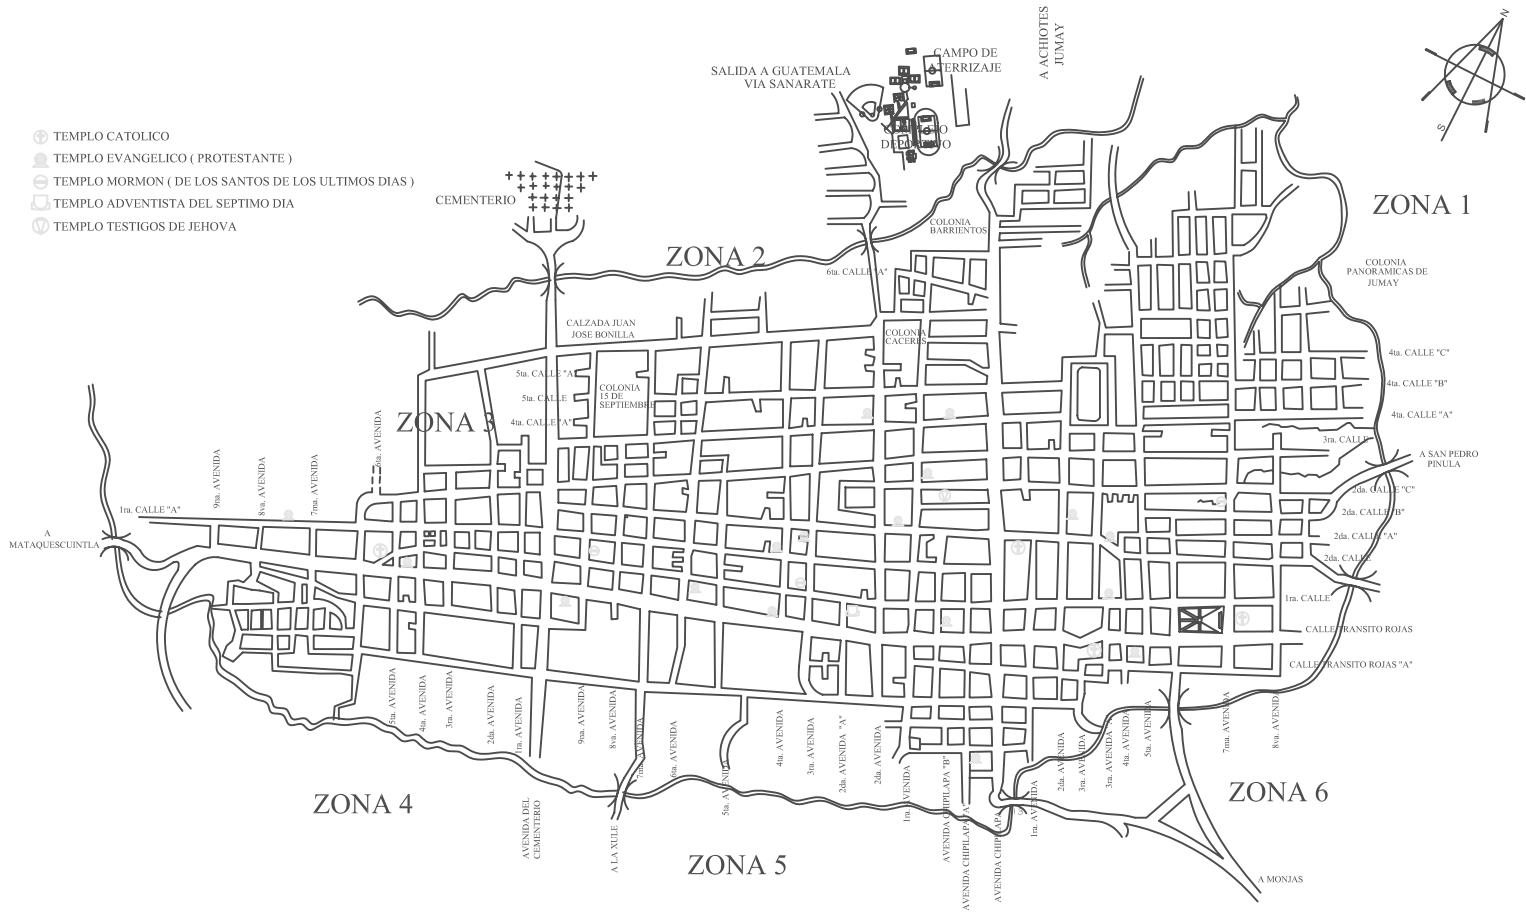 A ACHIOTES
JUMAY
N
S
CAMPO DE
ATERRIZAJE
SALIDA A GUATEMALA
VIA SANARATE
COMPLEJO
DEPORTIVO
TEMPLO CATOLICO
TEMPLO EVANGELICO ( PROTESTANTE )
TEMPLO MORMON ( DE LOS SANTOS DE LOS ULTIMOS DIAS )
TEMPLO ADVENTISTA DEL SEPTIMO DIA
TEMPLO TESTIGOS DE JEHOVA
CEMENTERIO
ZONA 1
COLONIA
BARRIENTOS
ZONA 2
6ta. CALLE "A"
COLONIA
PANORAMICAS DE
JUMAY
CALZADA JUAN
JOSE BONILLA
COLONIA
CACERES
4ta. CALLE "C"
5ta. CALLE "A"
4ta. CALLE "B"
COLONIA
15 DE
SEPTIEMBRE
5ta. CALLE
4ta. CALLE "A"
ZONA 3
4ta. CALLE "A"
3ra. CALLE
A SAN PEDRO
PINULA
6ta. AVENIDA
9na. AVENIDA
8va. AVENIDA
7ma. AVENIDA
2da. CALLE "C"
1ra. CALLE "A"
2da. CALLE "B"
A
MATAQUESCUINTLA
2da. CALLE "A"
2da. CALLE
1ra. CALLE
CALLE TRANSITO ROJAS
CALLE TRANSITO ROJAS "A"
5ta. AVENIDA
4ta. AVENIDA
3ra. AVENIDA
2da. AVENIDA
1ra. AVENIDA
9na. AVENIDA
8va. AVENIDA
7ma. AVENIDA
6ta. AVENIDA
5ta. AVENIDA
4ta. AVENIDA
3ra. AVENIDA
2da. AVENIDA "A"
2da. AVENIDA
1ra. AVENIDA
AVENIDA CHIPILAPA "B"
AVENIDA CHIPILAPA "A"
AVENIDA CHIPILAPA
1ra. AVENIDA
2da. AVENIDA
3ra. AVENIDA
3ra. AVENIDA "A"
4ta. AVENIDA
5ta. AVENIDA
7ma. AVENIDA
8va. AVENIDA
ZONA 4
AVENIDA DEL
CEMENTERIO
A LA XULE
ZONA 5
ZONA 6
A MONJAS